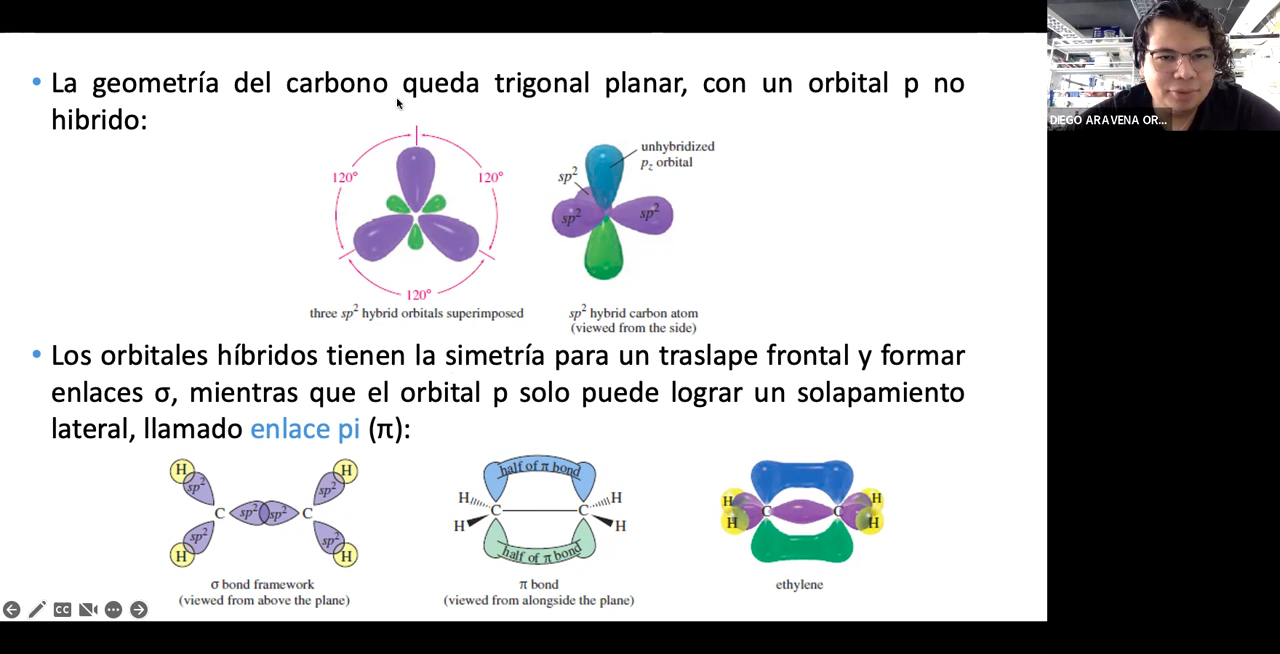 • La geometría del carbono queda trigonal planar, con un orbital p no
hibrido:
DIEGO ARAVENA OR...
120°
120°
120°
three sp² hybrid orbitals superimposed
unhybridized
pz orbital
sp²
sp²
sp²
sp² hybrid carbon atom
(viewed from the side)
• Los orbitales híbridos tienen la simetría para un traslape frontal y formar
enlaces σ, mientras que el orbital p solo puede lograr un solapamiento
lateral, llamado enlace pi (π):
H
H
sp²
sp²
C
sp²
sp²
C
sp²
sp²
H
H
σ bond framework
(viewed from above the plane)
half of π bond
H
H
C
C
H
H
half of π bond
π bond
(viewed from alongside the plane)
H
H
C
C
H
H
ethylene
CC